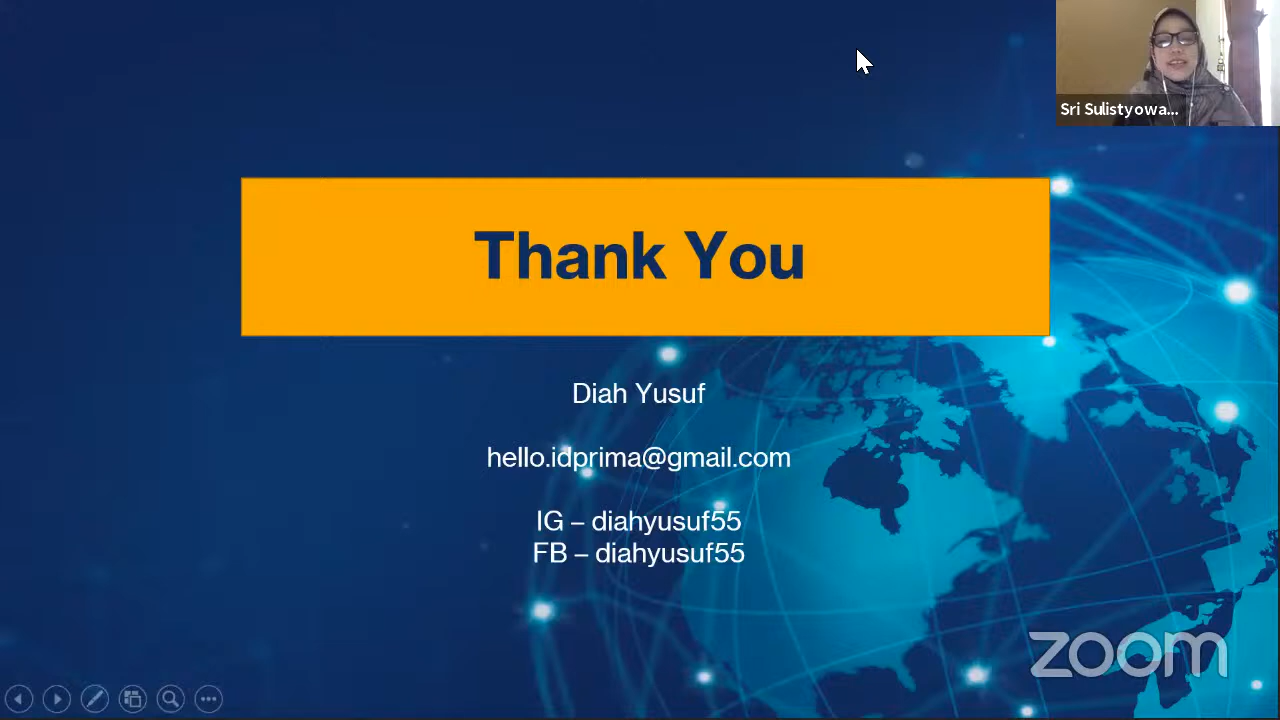 Sri Sulistyowa...
Thank You
Diah Yusuf
hello.idprima@gmail.com
IG – diahyusuf55
FB – diahyusuf55
zoom